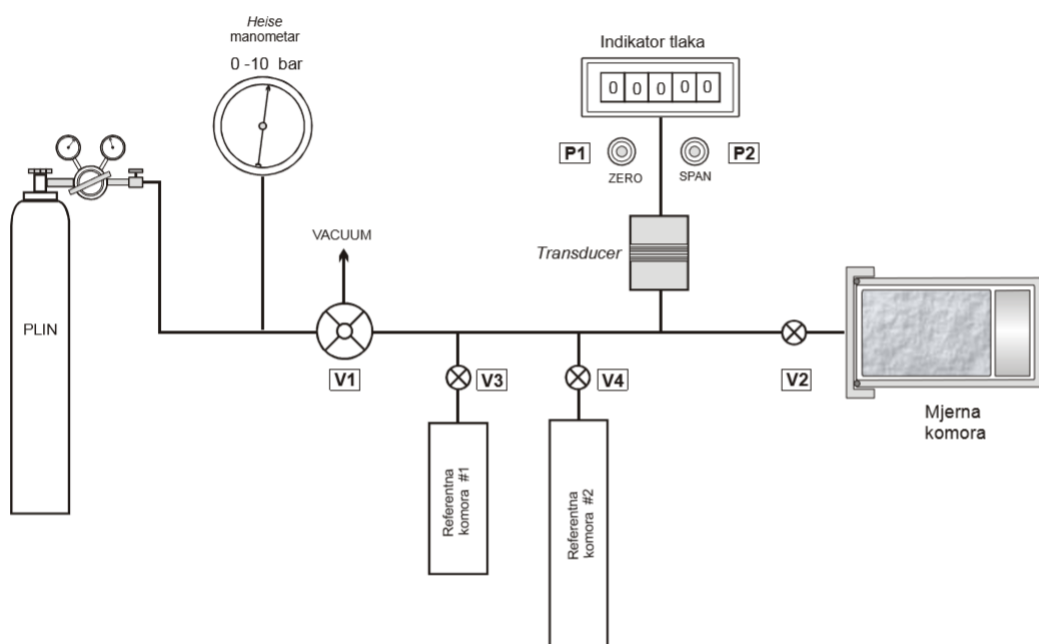 Heise
manometar
0 -10 bar
Indikator tlaka
0 0 0 0 0
P1
P2
ZERO
SPAN
VACUUM
Transducer
PLIN
V1
V3
V4
V2
Mjerna
komora
Referentna
komora #1
Referentna
komora #2